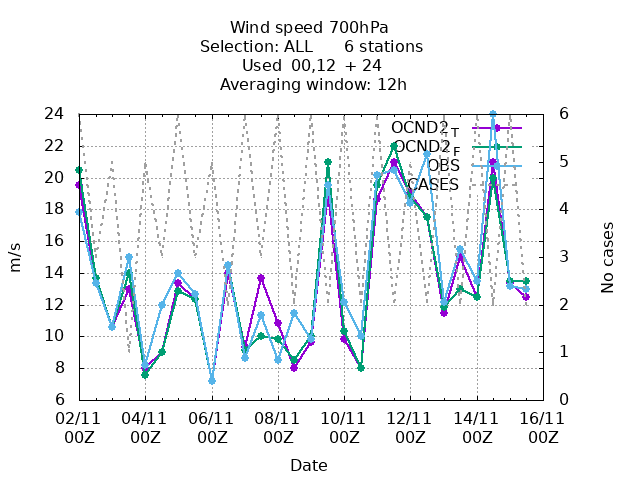 Wind speed 700hPa
Selection: ALL 6 stations
Used 00,12 + 24
Averaging window: 12h
24 6
OCND2 T
22
OCND2 F
OBS
20 5
CASES
18 4
16
14 3
12 2
10 1
8
6 0
m/s
No cases
02/11 04/11 06/11 08/11 10/11 12/11 14/11 16/11
00Z 00Z 00Z 00Z 00Z 00Z 00Z 00Z
Date